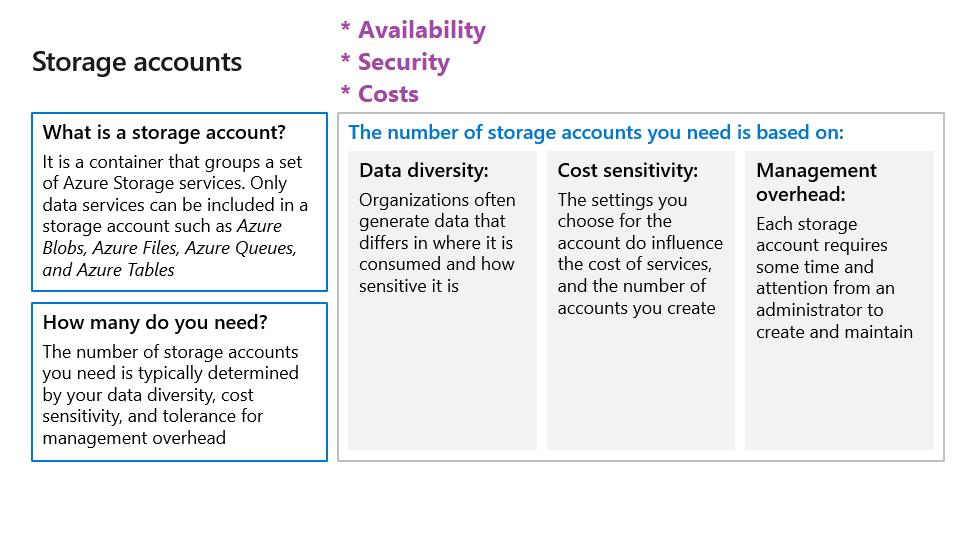 Storage accounts
* Availability
* Security
* Costs
What is a storage account?
It is a container that groups a set
of Azure Storage services. Only
data services can be included in a
storage account such as Azure
Blobs, Azure Files, Azure Queues,
and Azure Tables
How many do you need?
The number of storage accounts
you need is typically determined
by your data diversity, cost
sensitivity, and tolerance for
management overhead
The number of storage accounts you need is based on:
Data diversity:
Organizations often
generate data that
differs in where it is
consumed and how
sensitive it is
Cost sensitivity:
The settings you
choose for the
account do influence
the cost of services,
and the number of
accounts you create
Management
overhead:
Each storage
account requires
some time and
attention from an
administrator to
create and maintain